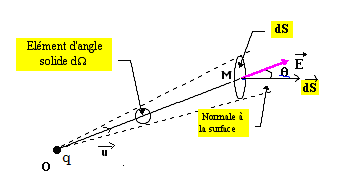 dS
Elément d'angle
solide dΩ
M
E
θ
dS
Normale à
la surface
u
O
q